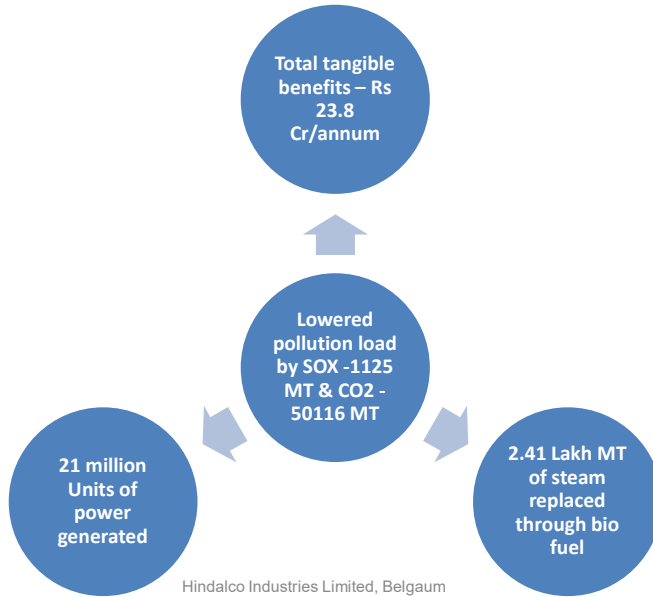 Total tangible
benefits – Rs
23.8
Cr/annum
Lowered
pollution load
by SOX -1125
MT & CO2 -
50116 MT
21 million
Units of
power
generated
2.41 Lakh MT
of steam
replaced
through bio
fuel
Hindalco Industries Limited, Belgaum